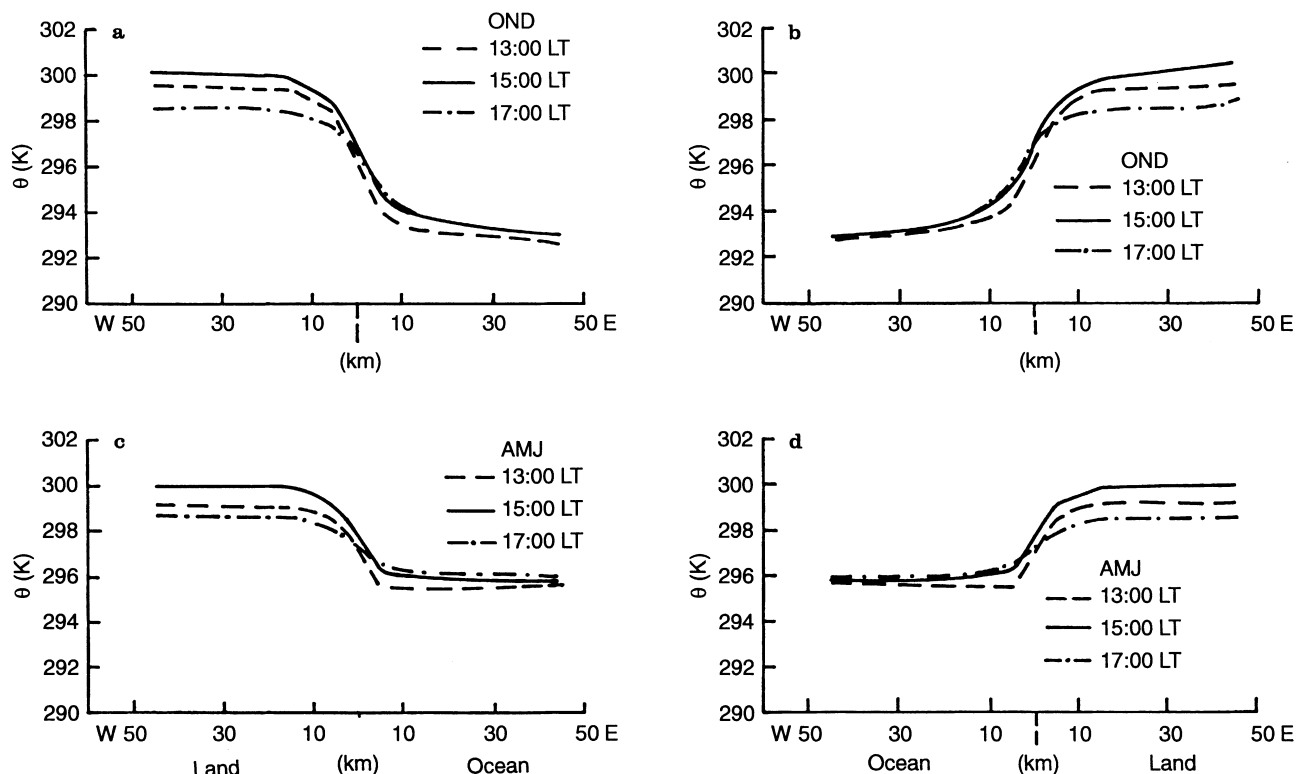 a
OND
13:00 LT
15:00 LT
17:00 LT
302
300
298
296
294
292
290
θ (K)
W 50 30 10 10 30 50 E
(km)
b
OND
13:00 LT
15:00 LT
17:00 LT
302
300
298
296
294
292
290
θ (K)
W 50 30 10 10 30 50 E
(km)
c
AMJ
13:00 LT
15:00 LT
17:00 LT
302
300
298
296
294
292
290
θ (K)
W 50 30 10 10 30 50 E
Land (km) Ocean
d
AMJ
13:00 LT
15:00 LT
17:00 LT
302
300
298
296
294
292
290
θ (K)
W 50 30 10 10 30 50 E
Ocean (km) Land